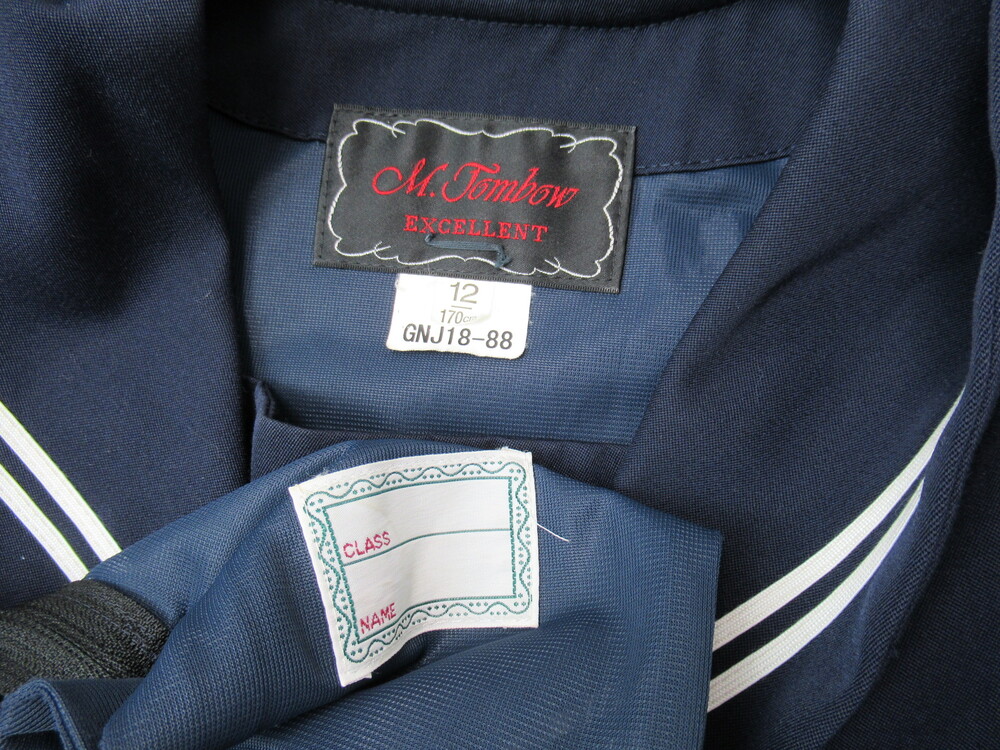 M. Tombow
EXCELLENT
12
170cm
GNJ18-88
CLASS
NAME